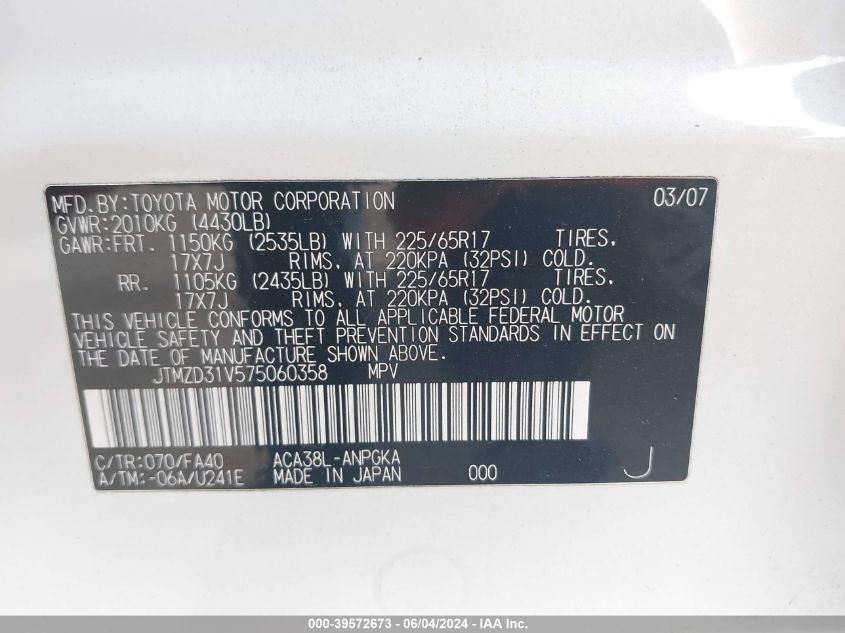 MFD.BY:TOYOTA MOTOR CORPORATION 03/07
GVWR:2010KG (4430LB)
GAWR:FRT. 1150KG (2535LB) WITH 225/65R17 TIRES,
17X7J RIMS, AT 220KPA (32PSI) COLD.
RR. 1105KG (2435LB) WITH 225/65R17 TIRES,
17X7J RIMS, AT 220KPA (32PSI) COLD.
THIS VEHICLE CONFORMS TO ALL APPLICABLE FEDERAL MOTOR
VEHICLE SAFETY AND THEFT PREVENTION STANDARDS IN EFFECT ON
THE DATE OF MANUFACTURE SHOWN ABOVE.
JTMZD31V575060358 MPV
C/TR:070/FA40 ACA38L-ANPGKA
A/TM:-06A/U241E MADE IN JAPAN 000 J
000-39572673 - 06/04/2024 - IAA Inc.